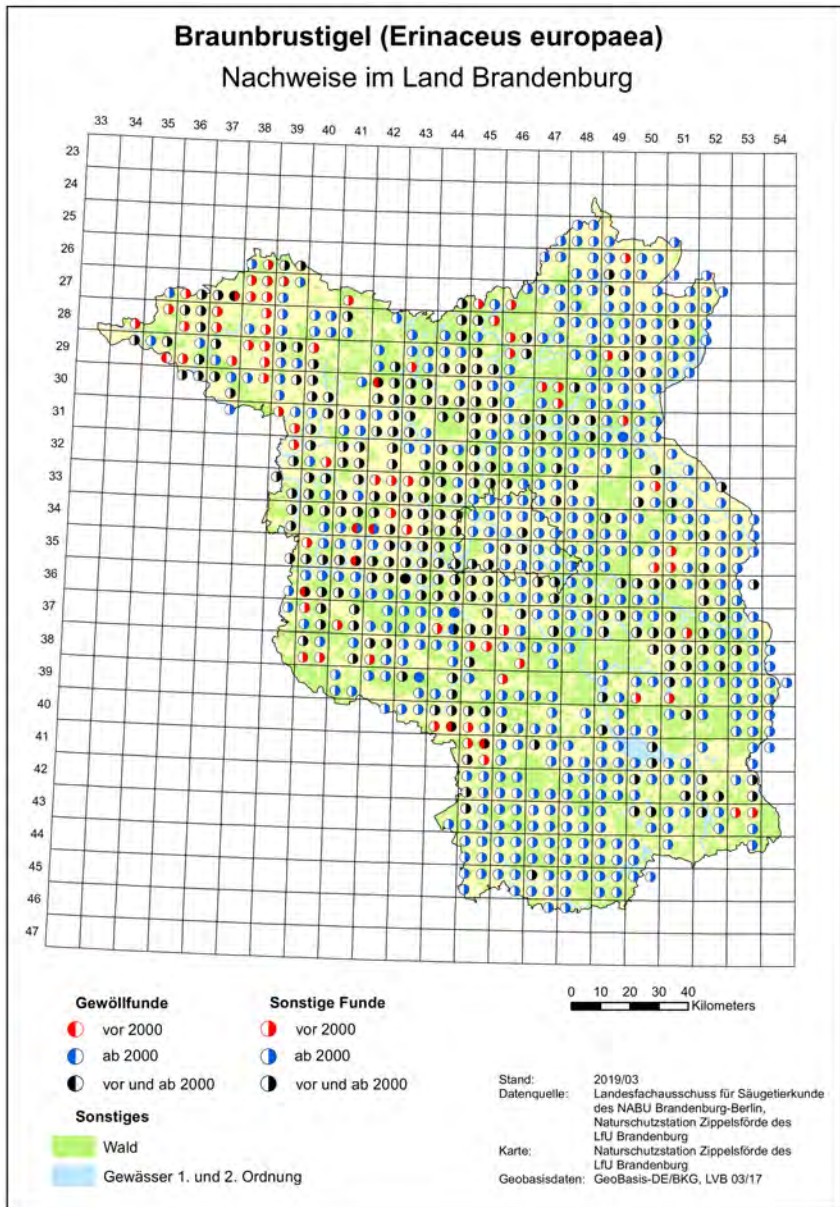 Braunbrustigel (Erinaceus europaea)
Nachweise im Land Brandenburg
33 34 35 36 37 38 39 40 41 42 43 44 45 46 47 48 49 50 51 52 53 54
23
24
25
26
27
28
29
30
31
32
33
34
35
36
37
38
39
40
41
42
43
44
45
46
47
0 10 20 30 40
Kilometers
Gewöllfunde
vor 2000
ab 2000
vor und ab 2000
Sonstige Funde
vor 2000
ab 2000
vor und ab 2000
Sonstiges
Wald
Gewässer 1. und 2. Ordnung
Stand: 2019/03
Datenquelle: Landesfachausschuss für Säugetierkunde
des NABU Brandenburg-Berlin,
Naturschutzstation Zippelsförde des
LfU Brandenburg
Karte: Naturschutzstation Zippelsförde des
LfU Brandenburg
Geobasisdaten: GeoBasis-DE/BKG, LVB 03/17